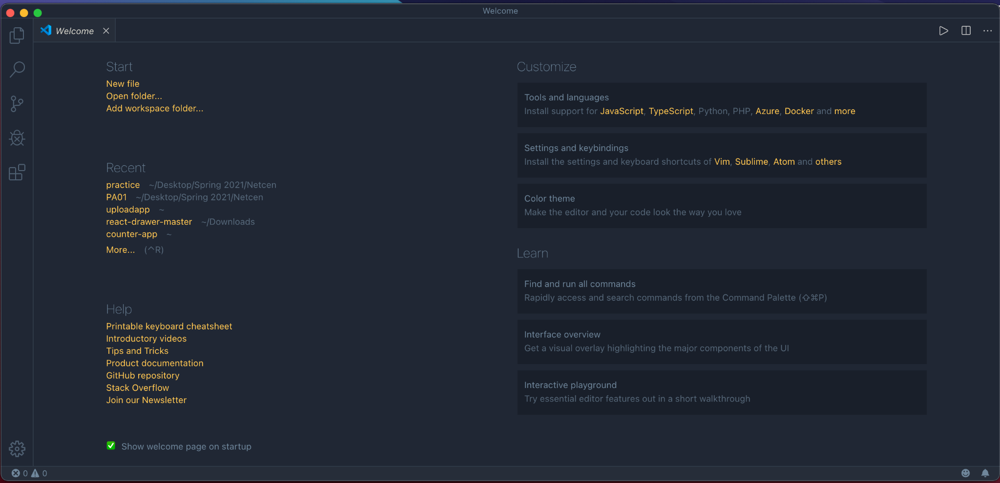 Welcome
Welcome
Start
New file
Open folder...
Add workspace folder...
Recent
practice ~/Desktop/Spring 2021/Netcen
PA01 ~/Desktop/Spring 2021/Netcen
uploadapp ~
react-drawer-master ~/Downloads
counter-app ~
More... (^R)
Help
Printable keyboard cheatsheet
Introductory videos
Tips and Tricks
Product documentation
GitHub repository
Stack Overflow
Join our Newsletter
Show welcome page on startup
Customize
Tools and languages
Install support for JavaScript, TypeScript, Python, PHP, Azure, Docker and more
Settings and keybindings
Install the settings and keyboard shortcuts of Vim, Sublime, Atom and others
Color theme
Make the editor and your code look the way you love
Learn
Find and run all commands
Rapidly access and search commands from the Command Palette (⇧⌘P)
Interface overview
Get a visual overlay highlighting the major components of the UI
Interactive playground
Try essential editor features out in a short walkthrough
0 0